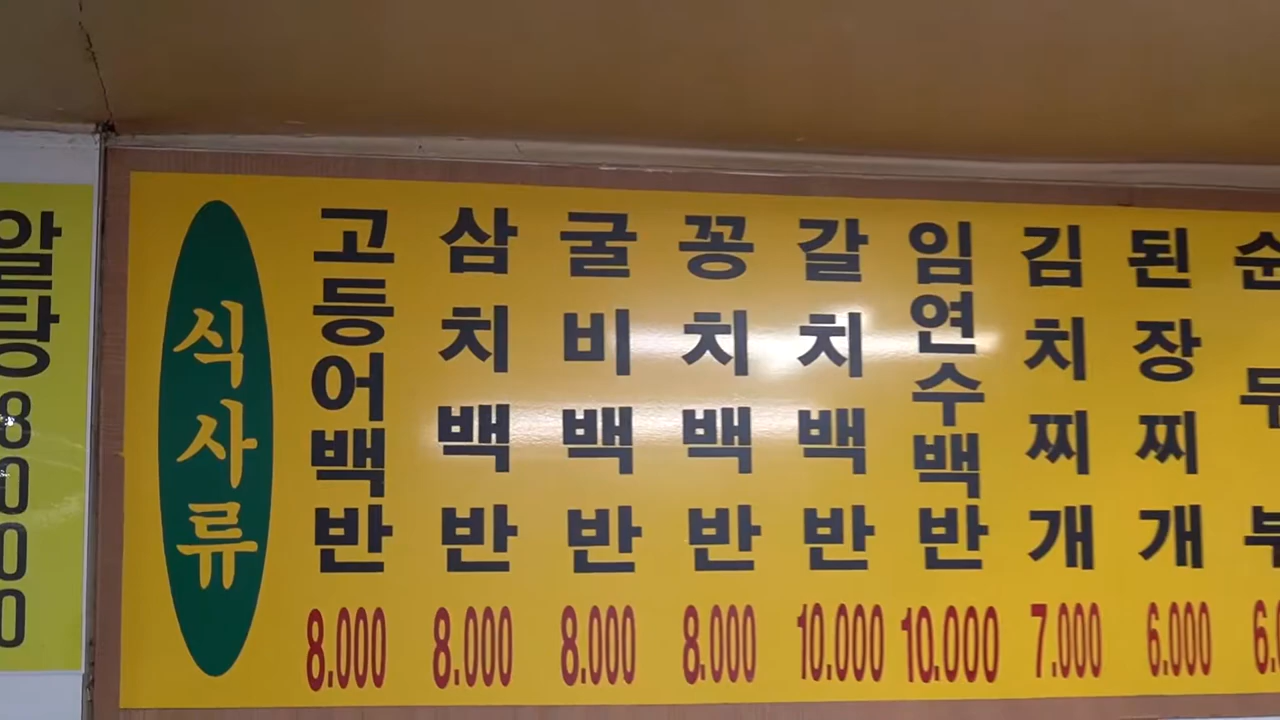 알탕 8000
식사류
고등어백반 8.000
삼치백반 8.000
굴비백반 8.000
꽁치백반 8.000
갈치백반 10.000
임연수백반 10.000
김치찌개 7.000
된장찌개 6.000
순